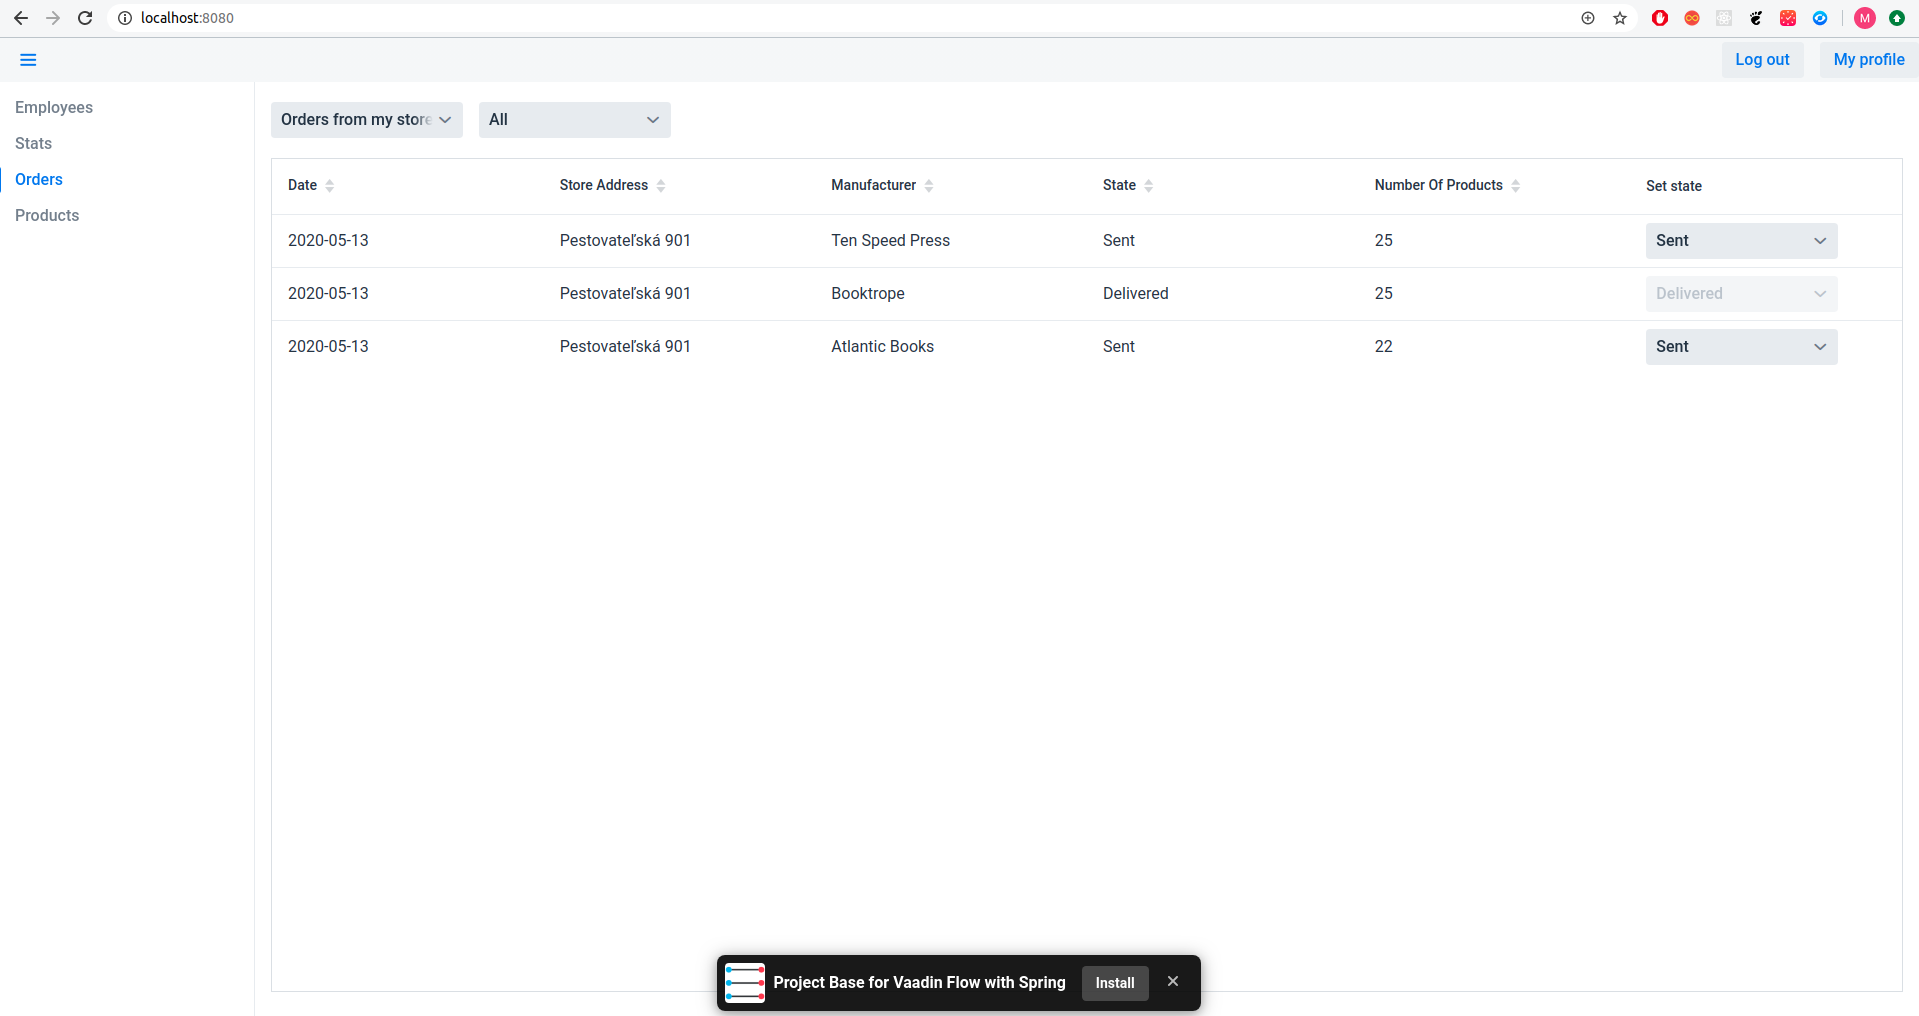 localhost:8080
M
Log out
My profile
Employees
Stats
Orders
Products
Orders from my store
All
Date Store Address Manufacturer State Number Of Products Set state
2020-05-13 Pestovateľská 901 Ten Speed Press Sent 25 Sent
2020-05-13 Pestovateľská 901 Booktrope Delivered 25 Delivered
2020-05-13 Pestovateľská 901 Atlantic Books Sent 22 Sent
Project Base for Vaadin Flow with Spring Install